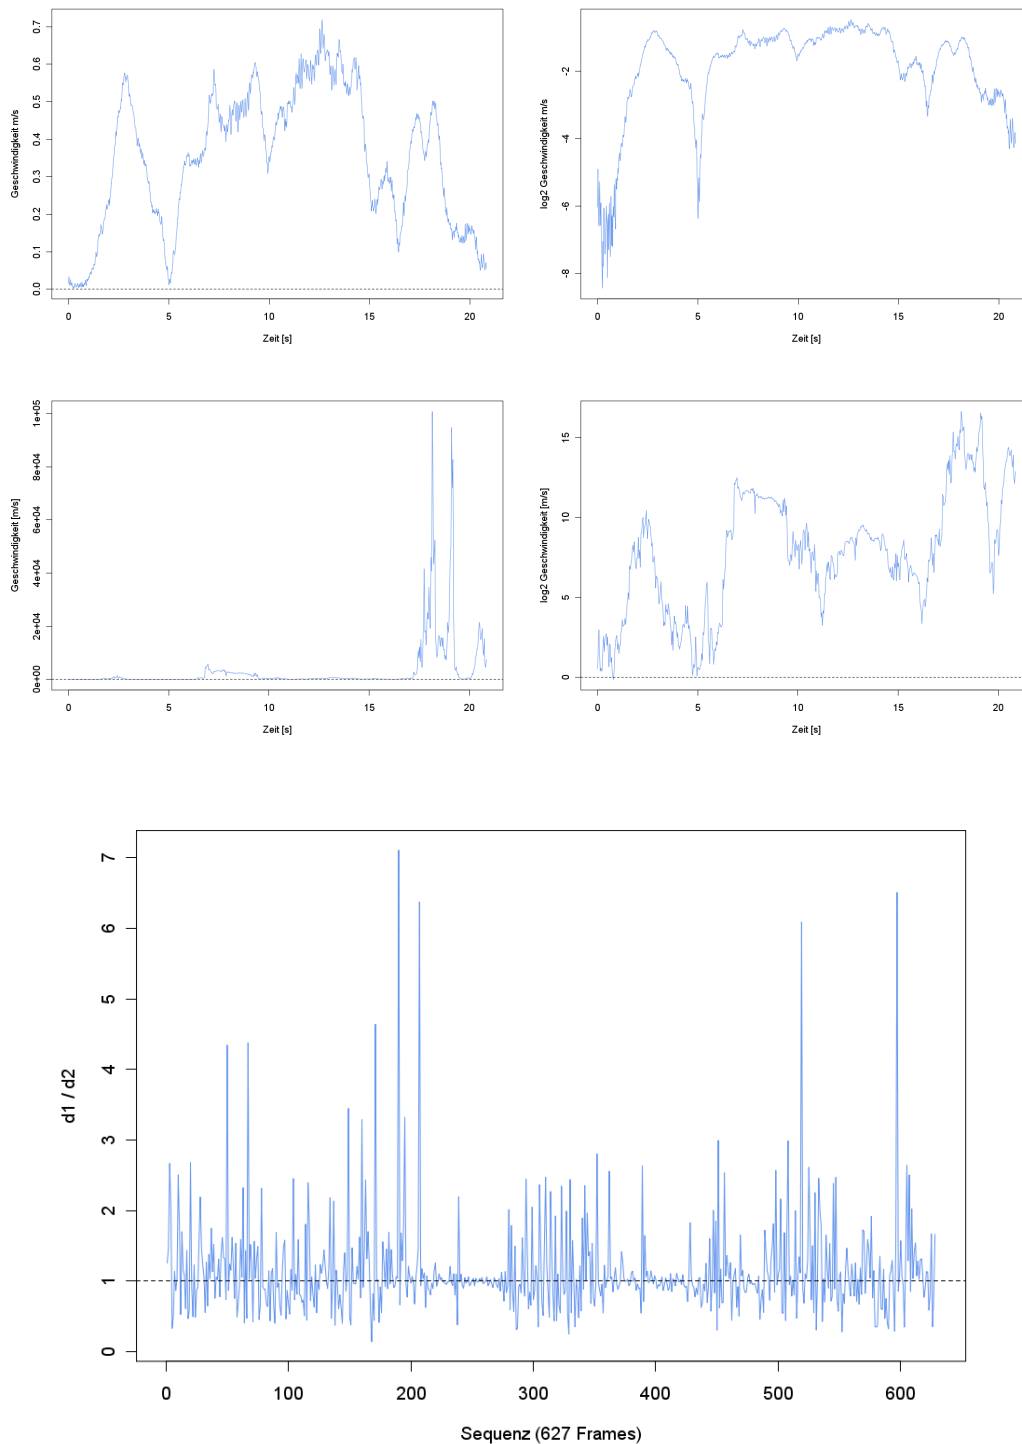 Geschwindigkeit m/s
0.0 0.1 0.2 0.3 0.4 0.5 0.6 0.7
0 5 10 15 20
Zeit [s]
log2 Geschwindigkeit m/s
-8 -6 -4 -2
0 5 10 15 20
Zeit [s]
Geschwindigkeit [m/s]
0e+00 2e+04 4e+04 6e+04 8e+04 1e+05
0 5 10 15 20
Zeit [s]
log2 Geschwindigkeit [m/s]
0 5 10 15
0 5 10 15 20
Zeit [s]
d1 / d2
0 1 2 3 4 5 6 7
0 100 200 300 400 500 600
Sequenz (627 Frames)